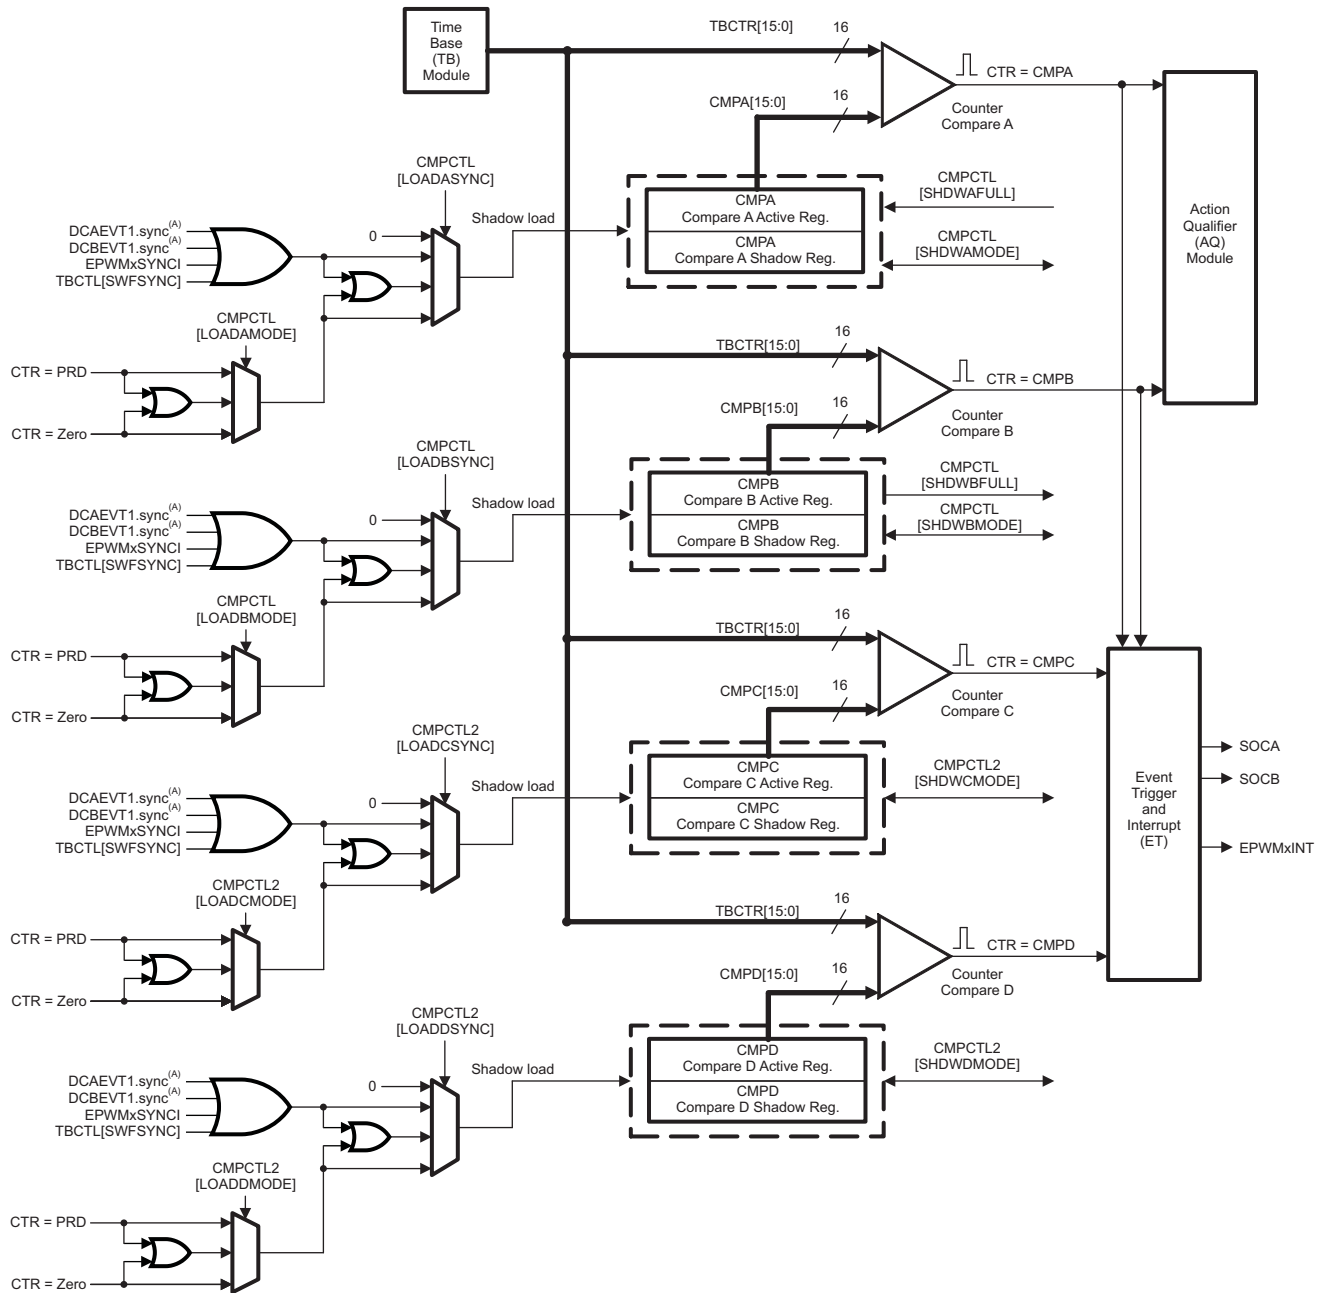 Time
Base
(TB)
Module
TBCTR[15:0]
16
CTR = CMPA
CMPA[15:0]
16
Counter
Compare A
CMPCTL
[LOADASYNC]
Shadow load
0
DCAEVT1.sync(A)
DCBEVT1.sync(A)
EPWMxSYNCI
TBCTL[SWFSYNC]
CMPA
Compare A Active Reg.
CMPA
Compare A Shadow Reg.
CMPCTL
[SHDWAFULL]
CMPCTL
[SHDWAMODE]
Action
Qualifier
(AQ)
Module
CMPCTL
[LOADAMODE]
CTR = PRD
CTR = Zero
TBCTR[15:0]
16
CTR = CMPB
CMPB[15:0]
16
Counter
Compare B
CMPCTL
[LOADBSYNC]
Shadow load
0
DCAEVT1.sync(A)
DCBEVT1.sync(A)
EPWMxSYNCI
TBCTL[SWFSYNC]
CMPB
Compare B Active Reg.
CMPB
Compare B Shadow Reg.
CMPCTL
[SHDWBFULL]
CMPCTL
[SHDWBMODE]
CMPCTL
[LOADBMODE]
CTR = PRD
CTR = Zero
TBCTR[15:0]
16
CTR = CMPC
CMPC[15:0]
16
Counter
Compare C
CMPCTL2
[LOADCSYNC]
Shadow load
0
DCAEVT1.sync(A)
DCBEVT1.sync(A)
EPWMxSYNCI
TBCTL[SWFSYNC]
CMPC
Compare C Active Reg.
CMPC
Compare C Shadow Reg.
CMPCTL2
[SHDWCMODE]
Event
Trigger
and
Interrupt
(ET)
SOCA
SOCB
EPWMxINT
CMPCTL2
[LOADCMODE]
CTR = PRD
CTR = Zero
TBCTR[15:0]
16
CTR = CMPD
CMPD[15:0]
16
Counter
Compare D
CMPCTL2
[LOADDSYNC]
Shadow load
0
DCAEVT1.sync(A)
DCBEVT1.sync(A)
EPWMxSYNCI
TBCTL[SWFSYNC]
CMPD
Compare D Active Reg.
CMPD
Compare D Shadow Reg.
CMPCTL2
[SHDWDMODE]
CMPCTL2
[LOADDMODE]
CTR = PRD
CTR = Zero